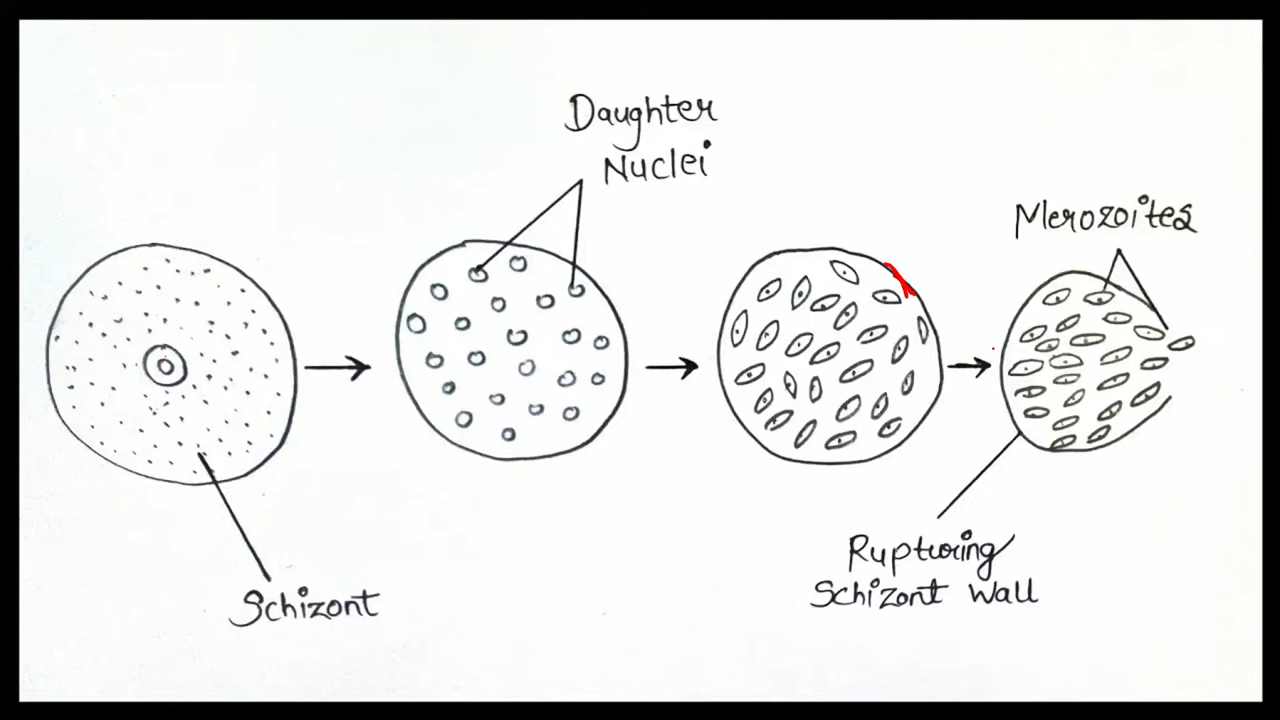 Daughter
Nuclei
Merozoites
Schizont
Rupturing
Schizont Wall